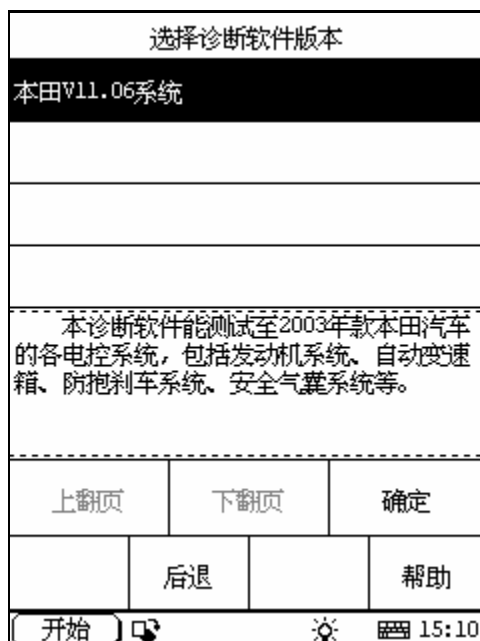 选择诊断软件版本
本田V11.06系统
本诊断软件能测试至2003年款本田汽车
的各电控系统，包括发动机系统、自动变速
箱、防抱刹车系统、安全气囊系统等。
上翻页 下翻页 确定
后退 帮助
开始 15:10